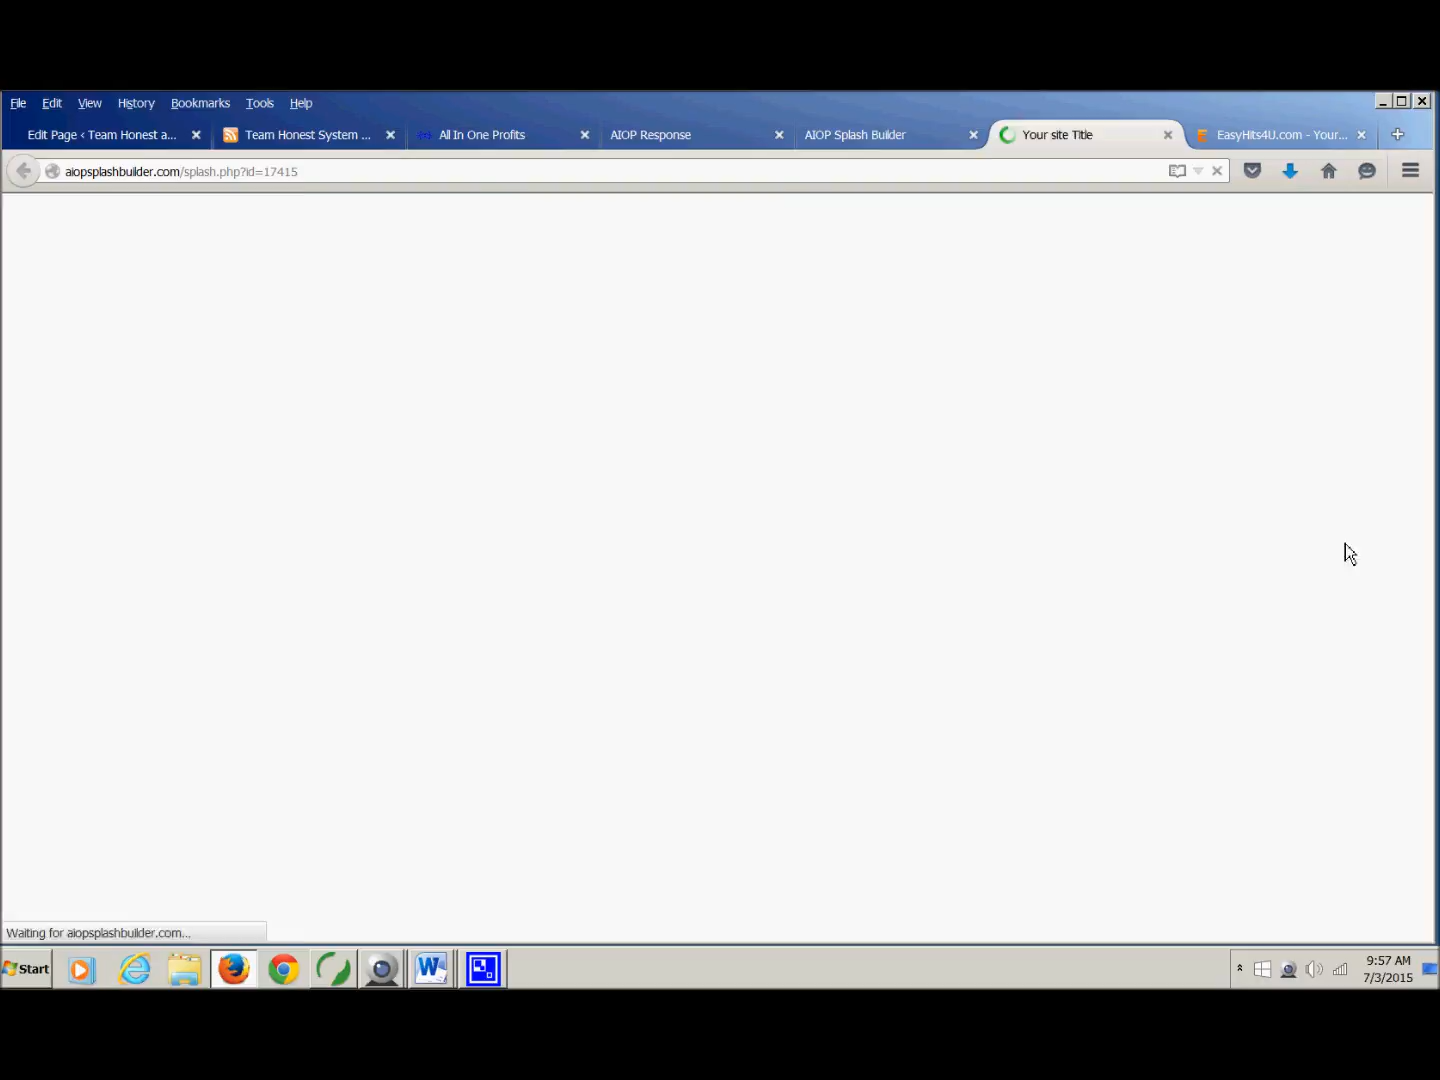 File Edit View History Bookmarks Tools Help
Edit Page ‹ Team Honest a... Team Honest System ... All In One Profits AIOP Response AIOP Splash Builder Your site Title EasyHits4U.com - Your...
aiopsplashbuilder.com/splash.php?id=17415
Waiting for aiopsplashbuilder.com...
Start
9:57 AM
7/3/2015